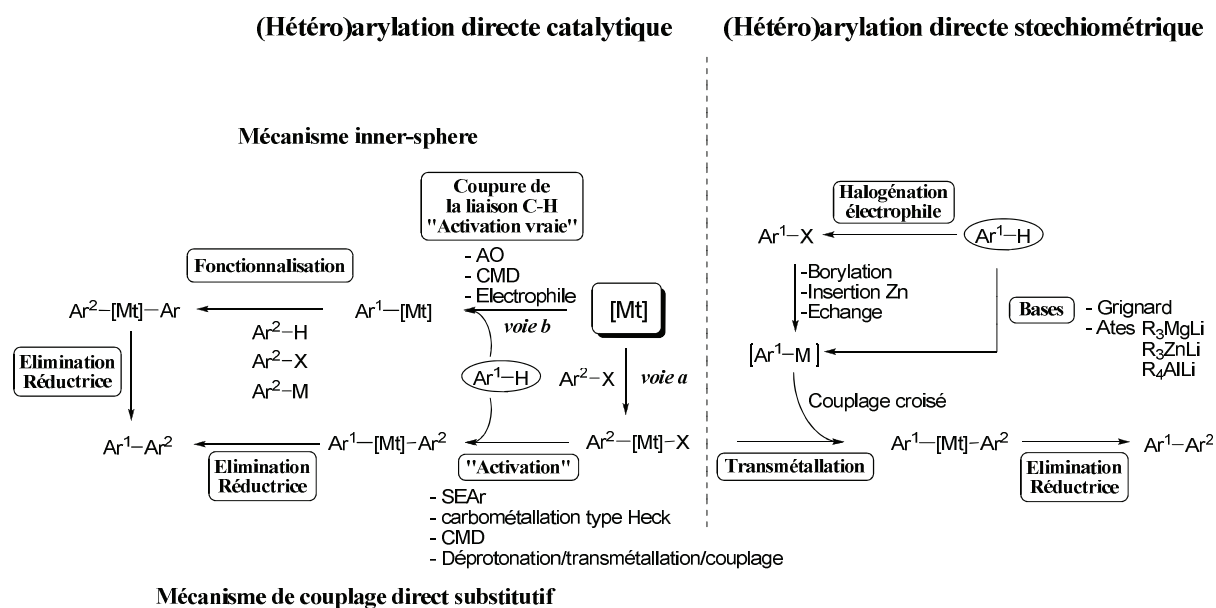 (Hétéro)arylation directe catalytique
(Hétéro)arylation directe stœchiométrique
Mécanisme inner-sphere
Coupure de
la liaison C-H
"Activation vraie"
- AO
- CMD
- Electrophile
Fonctionnalisation
Ar²–[Mt]–Ar
Ar¹–[Mt]
voie b
[Mt]
Ar²–H
Ar²–X
Ar²–M
Elimination
Réductrice
Ar¹–H
Ar²–X
voie a
Ar¹–Ar²
Ar¹–[Mt]-Ar²
Ar²–[Mt]-X
Elimination
Réductrice
"Activation"
- SEAr
- carbométallation type Heck
- CMD
- Déprotonation/transmétallation/couplage
Mécanisme de couplage direct substitutif
Halogénation
électrophile
Ar¹–X
Ar¹–H
-Borylation
-Insertion Zn
-Echange
Bases
- Grignard
- Ates R₃MgLi
R₃ZnLi
R₄AlLi
[Ar¹–M]
Couplage croisé
Transmétallation
Ar¹–[Mt]-Ar²
Elimination
Réductrice
Ar¹–Ar²